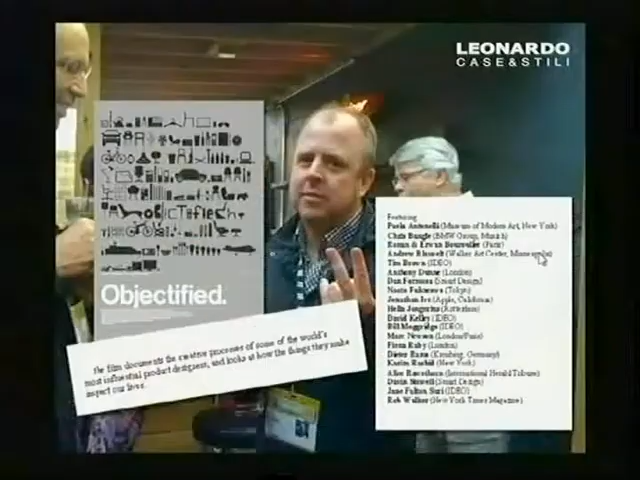 LEONARDO
CASE&STILI
Objectified.
the film documents the creative processes of some of the world's
most influential product designers, and looks at how the things they make
impact our lives.
Featuring
Paola Antonelli (Museum of Modern Art, New York)
Chris Bangle (BMW Group, Munich)
Ronan & Erwan Bouroullec (Paris)
Andrew Blauvelt (Walker Art Center, Minneapolis)
Tim Brown (IDEO)
Anthony Dunne (London)
Dan Formosa (Smart Design)
Naoto Fukasawa (Tokyo)
Jonathan Ive (Apple, California)
Hella Jongerius (Rotterdam)
David Kelley (IDEO)
Bill Moggridge (IDEO)
Marc Newson (London/Paris)
Fiona Raby (London)
Dieter Rams (Kronberg, Germany)
Karim Rashid (New York)
Alice Rawsthorn (International Herald Tribune)
Davin Stowell (Smart Design)
Jane Fulton Suri (IDEO)
Rob Walker (New York Times Magazine)